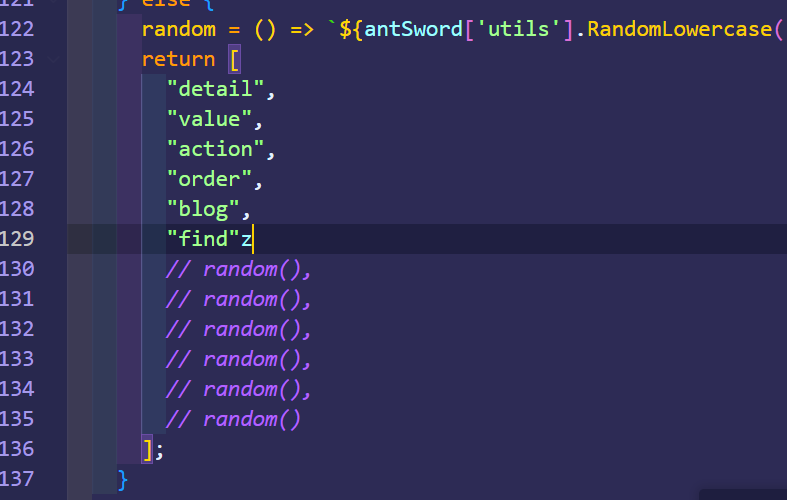 121 } else {
122 random = () => `${antSword['utils'].RandomLowercase(
123 return [
124 "detail",
125 "value",
126 "action",
127 "order",
128 "blog",
129 "find"z
130 // random(),
131 // random(),
132 // random(),
133 // random(),
134 // random(),
135 // random()
136 ];
137 }